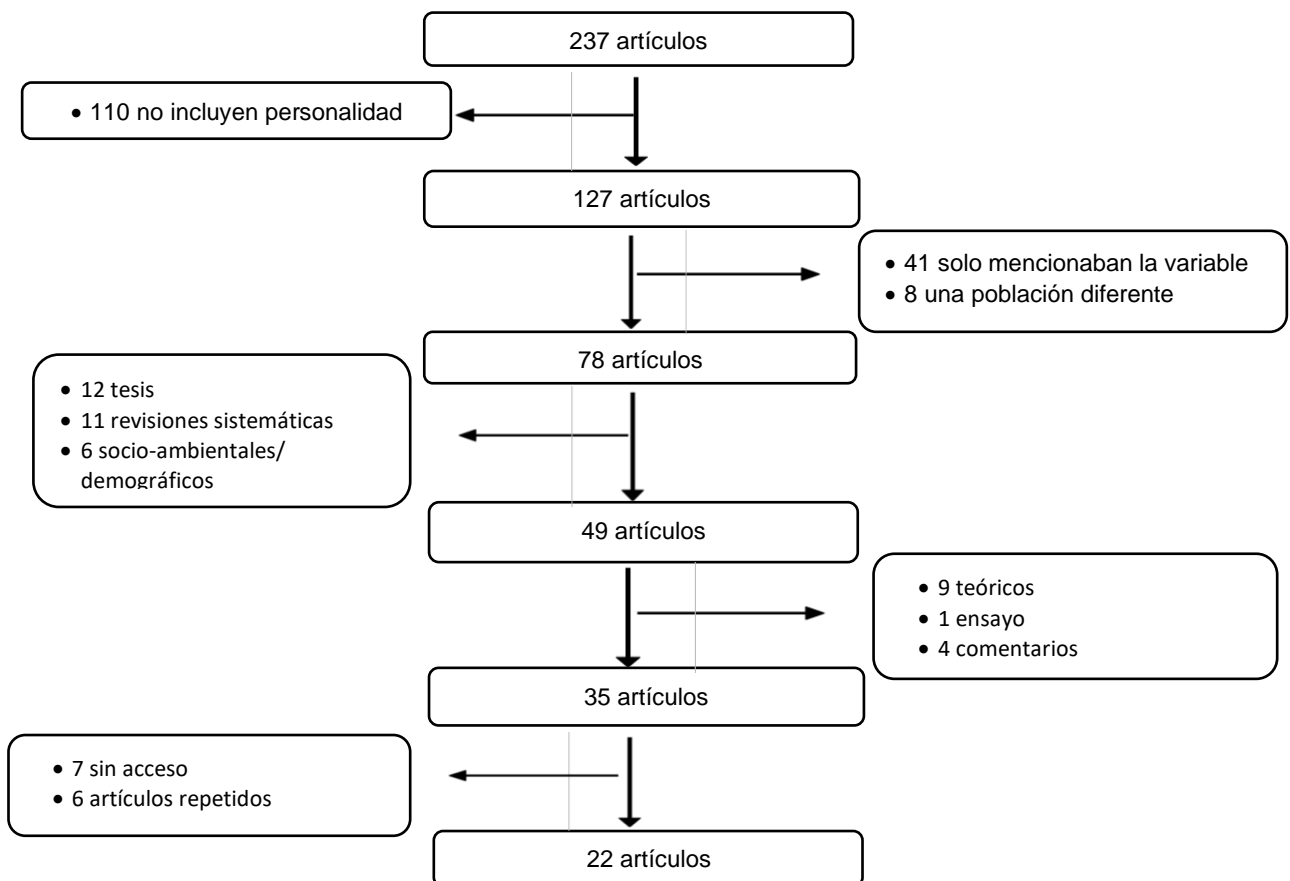 237 artículos
• 110 no incluyen personalidad
127 artículos
• 41 solo mencionaban la variable
• 8 una población diferente
78 artículos
• 12 tesis
• 11 revisiones sistemáticas
• 6 socio-ambientales/
demográficos
49 artículos
• 9 teóricos
• 1 ensayo
• 4 comentarios
35 artículos
• 7 sin acceso
• 6 artículos repetidos
22 artículos